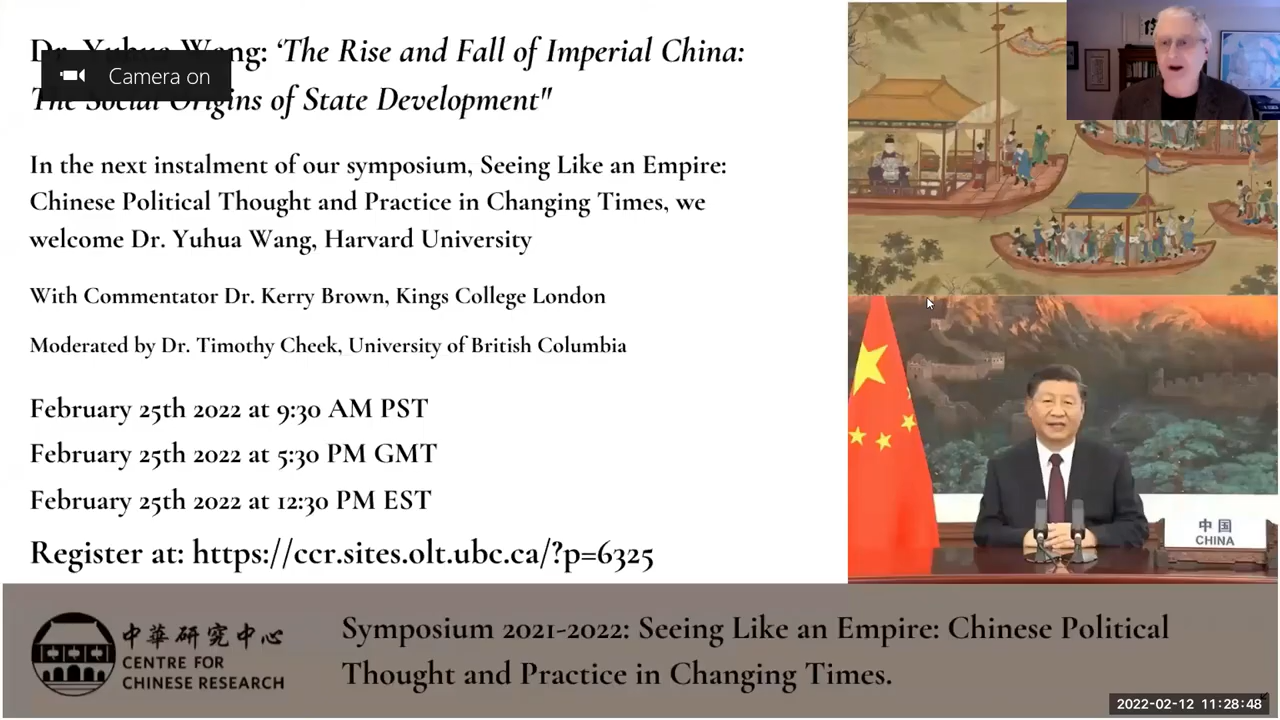 Dr. Yuhua Wang: ‘The Rise and Fall of Imperial China:
Camera on
The Social Origins of State Development"
In the next instalment of our symposium, Seeing Like an Empire:
Chinese Political Thought and Practice in Changing Times, we
welcome Dr. Yuhua Wang, Harvard University
With Commentator Dr. Kerry Brown, Kings College London
Moderated by Dr. Timothy Cheek, University of British Columbia
February 25th 2022 at 9:30 AM PST
February 25th 2022 at 5:30 PM GMT
February 25th 2022 at 12:30 PM EST
Register at: https://ccr.sites.olt.ubc.ca/?p=6325
中国
CHINA
中華研究中心
CENTRE FOR
CHINESE RESEARCH
Symposium 2021-2022: Seeing Like an Empire: Chinese Political
Thought and Practice in Changing Times.
2022-02-12 11:28:48